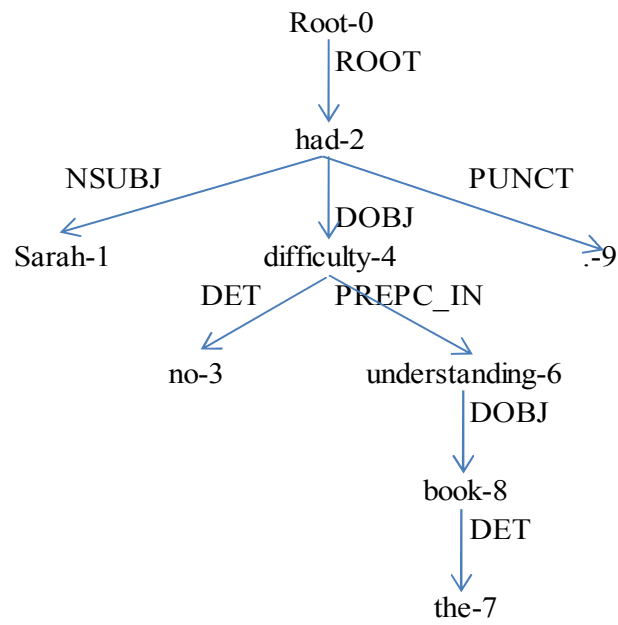 Root-0
ROOT
had-2
NSUBJ
PUNCT
DOBJ
Sarah-1
difficulty-4
.-9
DET
PREPC_IN
no-3
understanding-6
DOBJ
book-8
DET
the-7